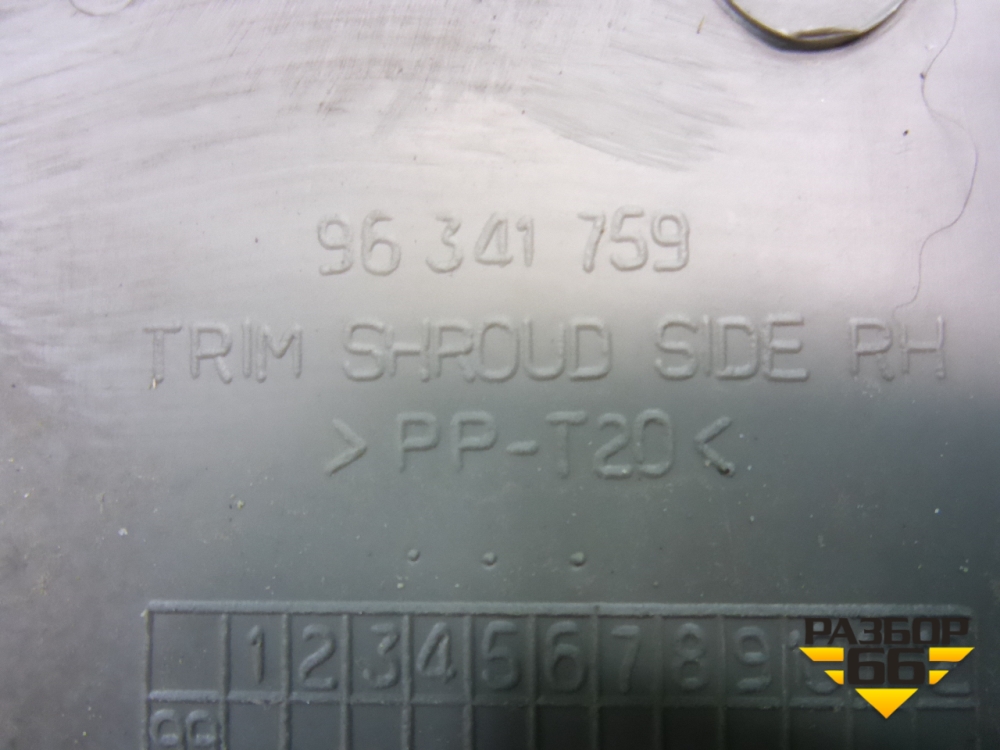 96 341 759
TRIM SHROUD SIDE RH
>PP-T20<
1 2 3 4 5 6 7 8 9
РАЗБОР
66